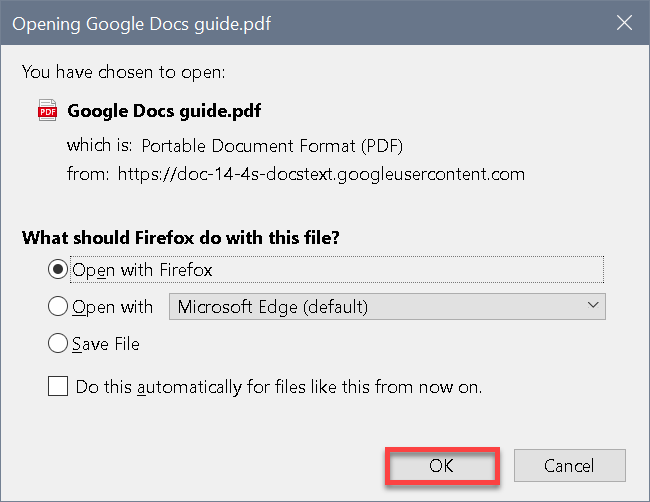 Opening Google Docs guide.pdf
You have chosen to open:
PDF Google Docs guide.pdf
which is: Portable Document Format (PDF)
from: https://doc-14-4s-docstext.googleusercontent.com
What should Firefox do with this file?
Open with Firefox
Open with Microsoft Edge (default)
Save File
Do this automatically for files like this from now on.
OK Cancel